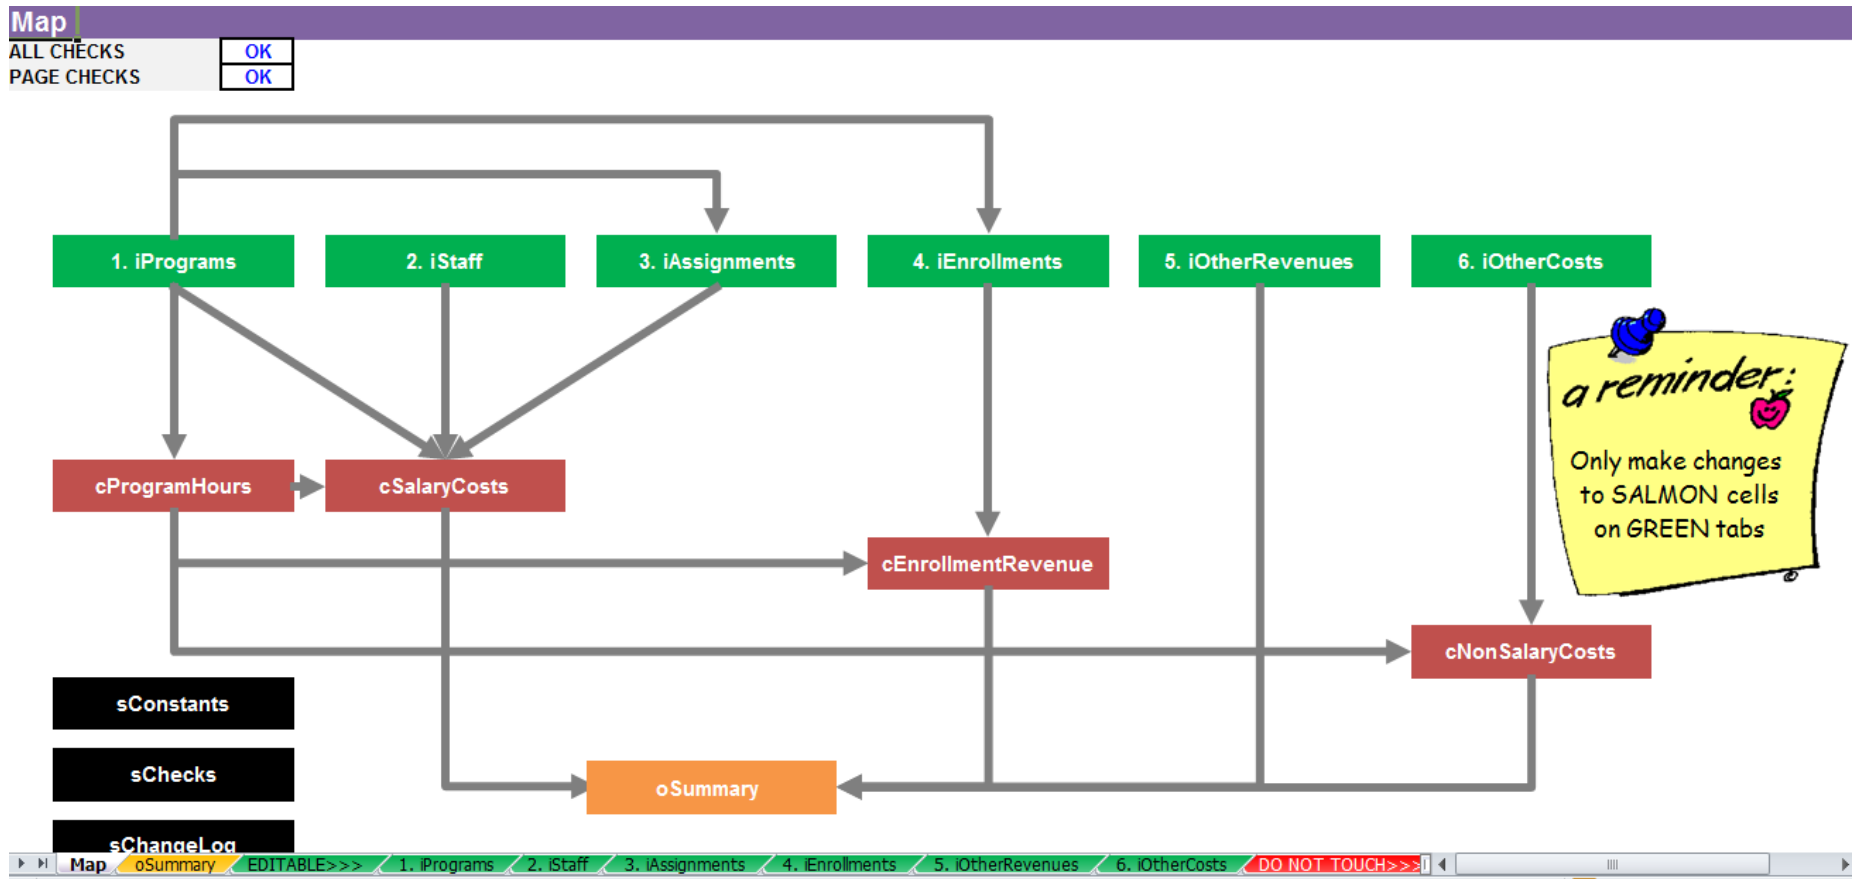 Map
ALL CHECKS OK
PAGE CHECKS OK
1. iPrograms
2. iStaff
3. iAssignments
4. iEnrollments
5. iOtherRevenues
6. iOtherCosts
a reminder:
Only make changes
to SALMON cells
on GREEN tabs
cProgramHours
cSalaryCosts
cEnrollmentRevenue
cNonSalaryCosts
sConstants
sChecks
oSummary
sChangeLog
Map oSummary EDITABLE>>> 1. iPrograms 2. iStaff 3. iAssignments 4. iEnrollments 5. iOtherRevenues 6. iOtherCosts DO NOT TOUCH>>>